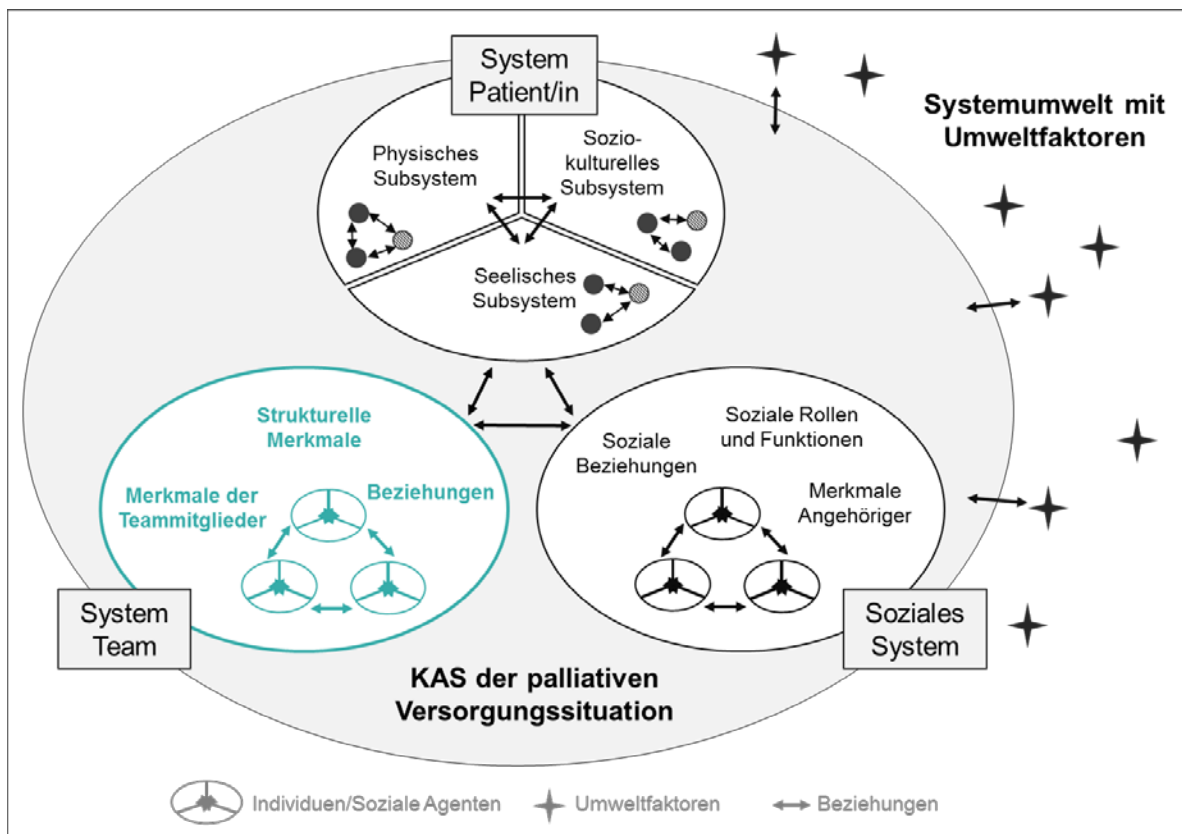 System
Patient/in
Systemumwelt mit
Umweltfaktoren
Physisches
Subsystem
Sozio-
kulturelles
Subsystem
Seelisches
Subsystem
Strukturelle
Merkmale
Merkmale der
Teammitglieder
Beziehungen
Soziale Rollen
und Funktionen
Soziale
Beziehungen
Merkmale
Angehöriger
System
Team
Soziales
System
KAS der palliativen
Versorgungssituation
Individuen/Soziale Agenten
Umweltfaktoren
Beziehungen